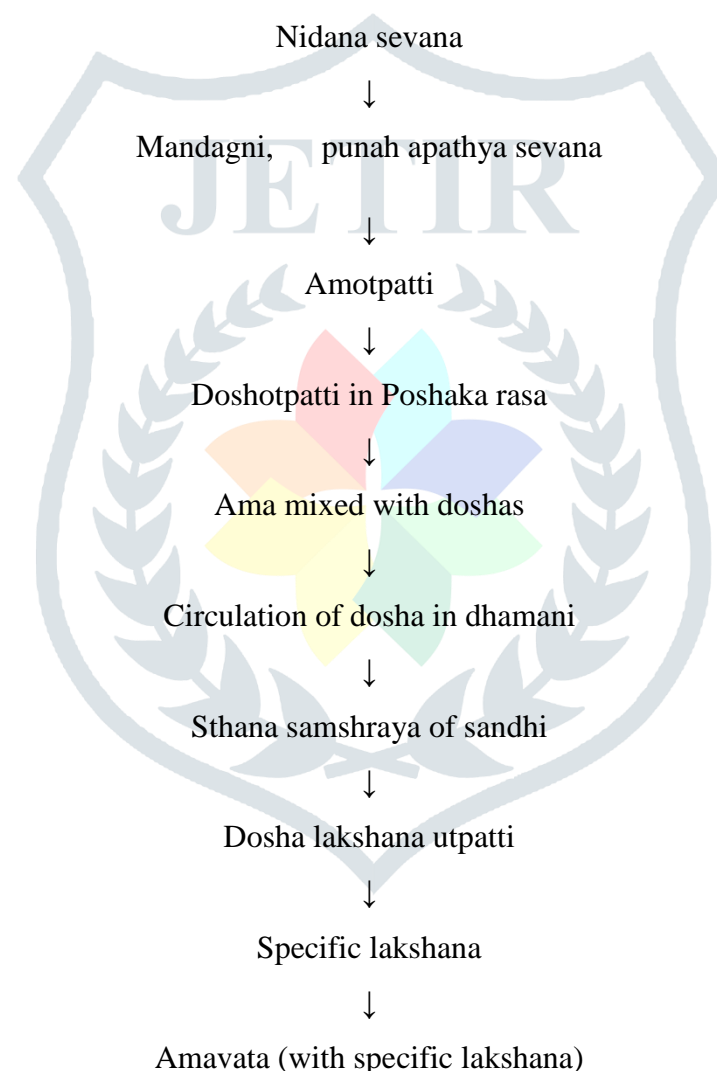 Nidana sevana
↓
Mandagni, punah apathya sevana
JETIR
↓
Amotpatti
↓
Doshotpatti in Poshaka rasa
↓
Ama mixed with doshas
↓
Circulation of dosha in dhamani
↓
Sthana samshraya of sandhi
↓
Dosha lakshana utpatti
↓
Specific lakshana
↓
Amavata (with specific lakshana)